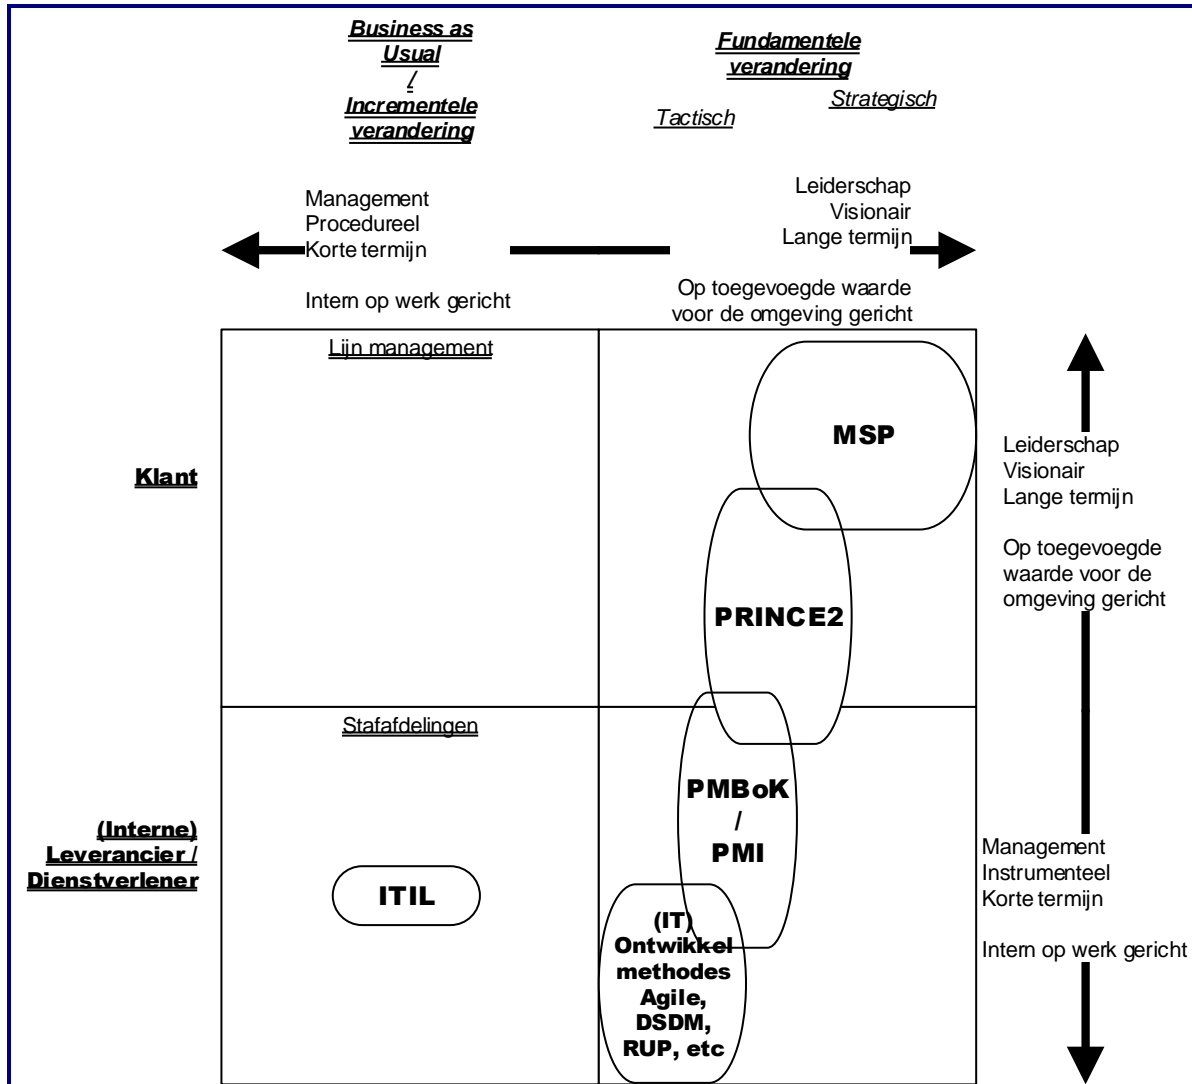 Business as
Usual
/
Incrementele
verandering
Fundamentele
verandering
Tactisch
Strategisch
Management
Procedureel
Korte termijn
Intern op werk gericht
Leiderschap
Visionair
Lange termijn
Op toegevoegde waarde
voor de omgeving gericht
Lijn management
Klant
MSP
PRINCE2
Leiderschap
Visionair
Lange termijn
Op toegevoegde
waarde voor de
omgeving gericht
Stafafdelingen
(Interne)
Leverancier /
Dienstverlener
ITIL
PMBoK
/
PMI
(IT)
Ontwikkel
methodes
Agile,
DSDM,
RUP, etc
Management
Instrumenteel
Korte termijn
Intern op werk gericht